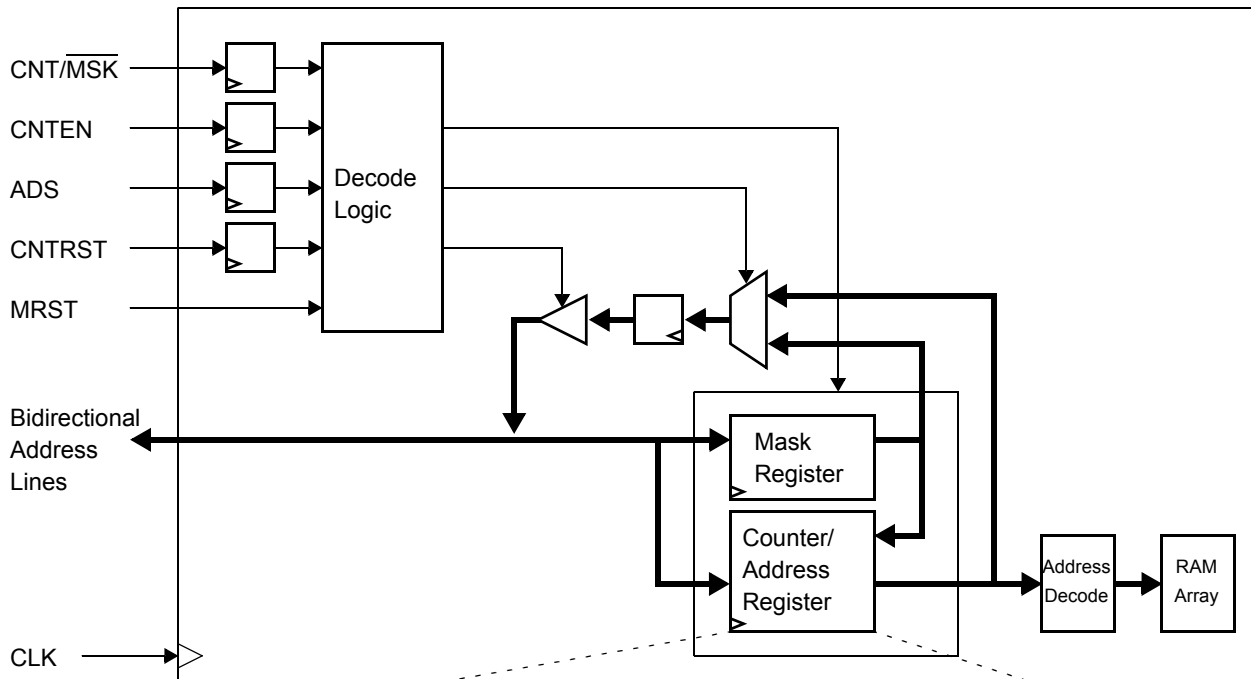 CNT/MSK
CNTEN
ADS
CNTRST
MRST
Decode
Logic
Bidirectional
Address
Lines
Mask
Register
Counter/
Address
Register
Address
Decode
RAM
Array
CLK